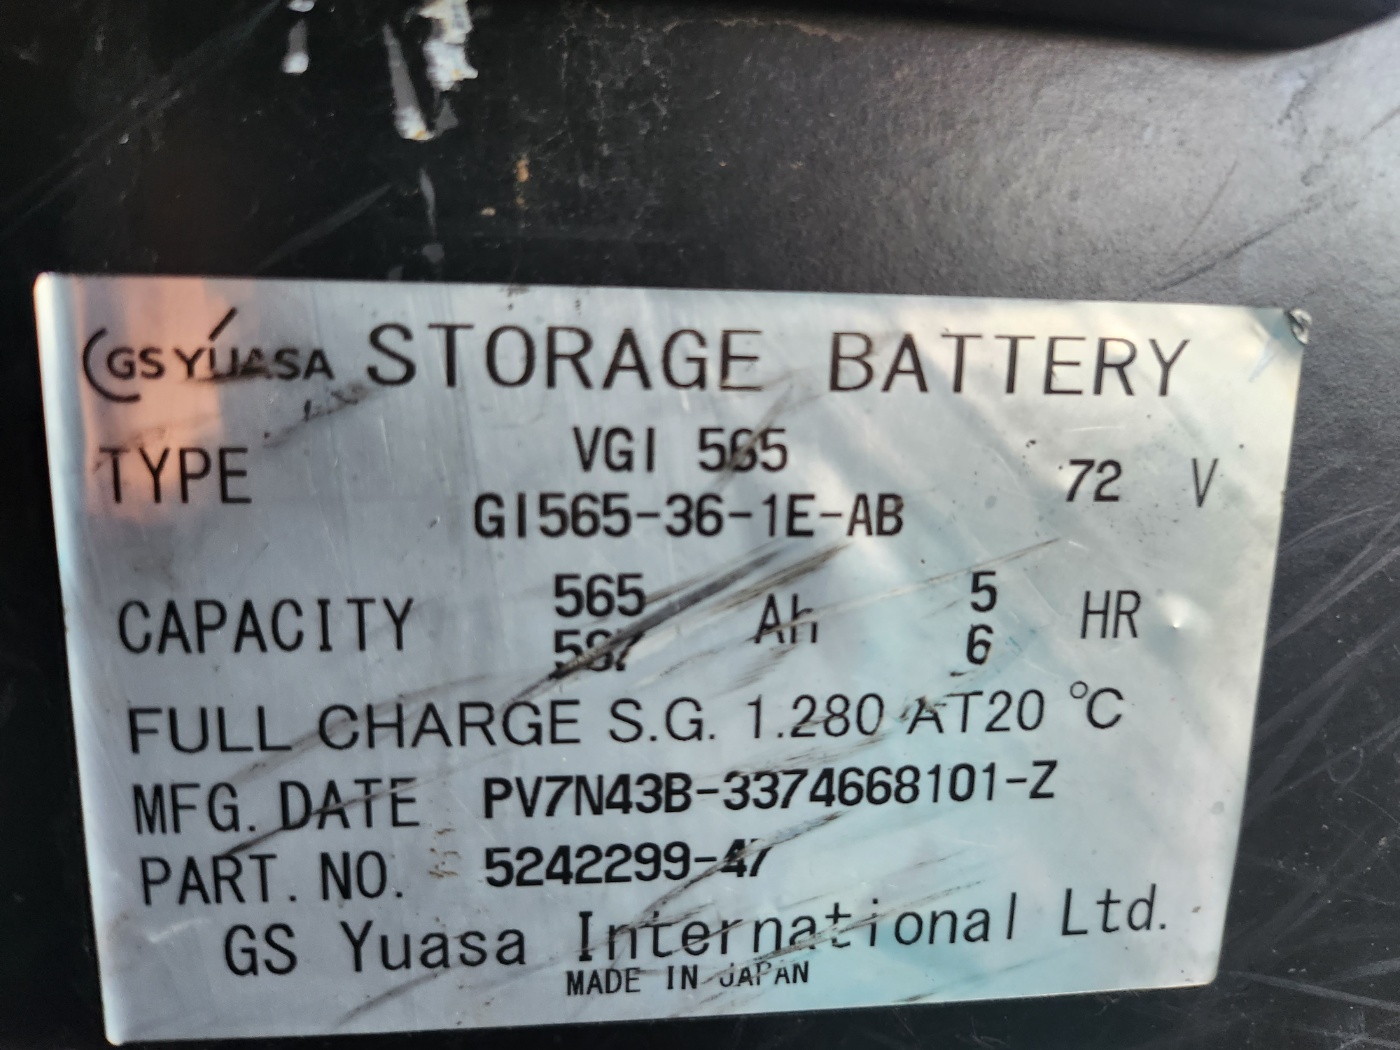 GS YUASA STORAGE BATTERY
TYPE VGI 565 72 V
GI565-36-1E-AB
CAPACITY 565 Ah 5 HR
587 6
FULL CHARGE S.G. 1.280 AT20 °C
MFG. DATE PV7N43B-3374668101-Z
PART. NO. 5242299-47
GS Yuasa International Ltd.
MADE IN JAPAN